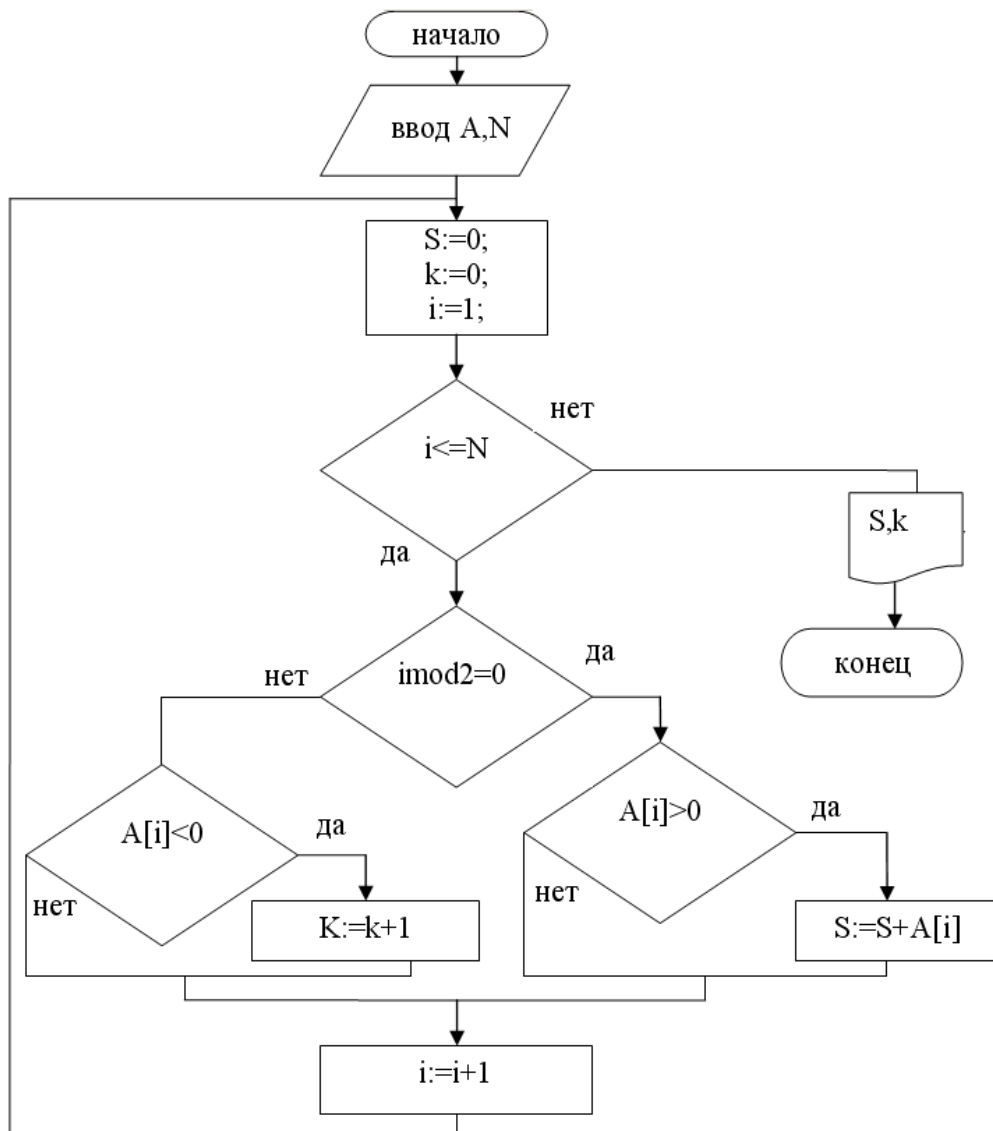 начало
ввод A,N
S:=0;
k:=0;
i:=1;
нет
i<=N
S,k
да
да
нет
imod2=0
конец
A[i]<0
да
A[i]>0
да
нет
нет
K:=k+1
S:=S+A[i]
i:=i+1